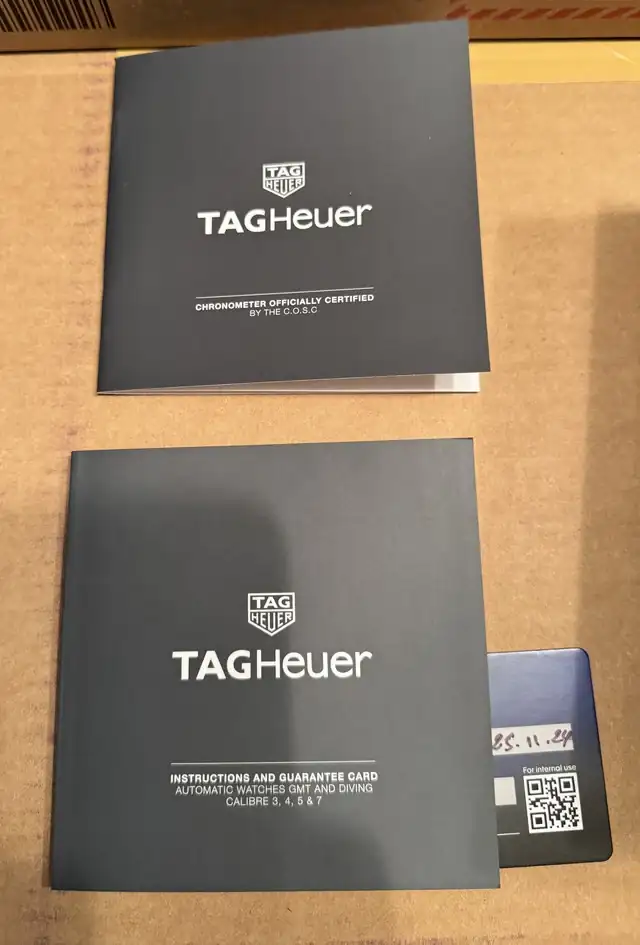 TAG
HEUER
TAGHeuer
CHRONOMETER OFFICIALLY CERTIFIED
BY THE C.O.S.C
TAG
HEUER
TAGHeuer
INSTRUCTIONS AND GUARANTEE CARD
AUTOMATIC WATCHES GMT AND DIVING
CALIBRE 3, 4, 5 & 7
25.11.24
For internal use